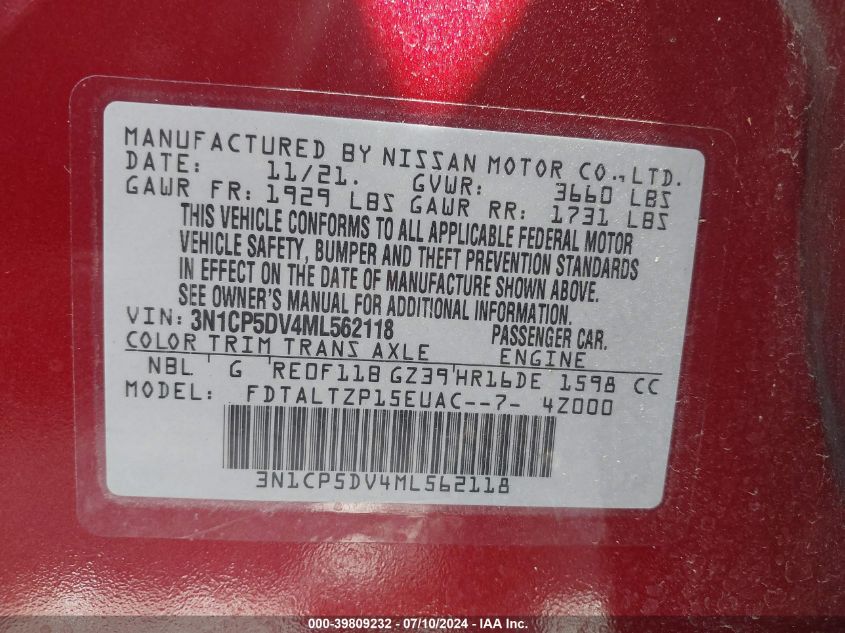 MANUFACTURED BY NISSAN MOTOR CO., LTD.
DATE: 11/21. GVWR: 3660 LBS
GAWR FR: 1929 LBS GAWR RR: 1731 LBS
THIS VEHICLE CONFORMS TO ALL APPLICABLE FEDERAL MOTOR
VEHICLE SAFETY, BUMPER AND THEFT PREVENTION STANDARDS
IN EFFECT ON THE DATE OF MANUFACTURE SHOWN ABOVE.
SEE OWNER'S MANUAL FOR ADDITIONAL INFORMATION.
VIN: 3N1CP5DV4ML562118 PASSENGER CAR.
COLOR TRIM TRANS AXLE ENGINE
NBL G RE0F11B GZ39 HR16DE 1598 CC
MODEL: FDTALTZP15EUAC--7- 4Z000
3N1CP5DV4ML562118
000-39809232 - 07/10/2024 - IAA Inc.